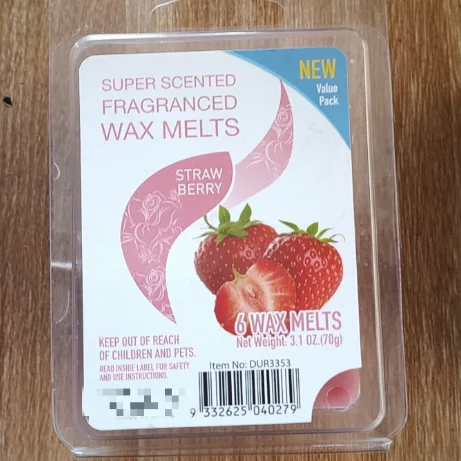 SUPER SCENTED
FRAGRANCED
WAX MELTS
NEW
Value
Pack
STRAW
BERRY
6 WAX MELTS
Net Weight: 3.1 OZ.(70g)
KEEP OUT OF REACH
OF CHILDREN AND PETS.
READ INSIDE LABEL FOR SAFETY
AND USE INSTRUCTIONS.
Item No: DUR3353
9 332625 040279